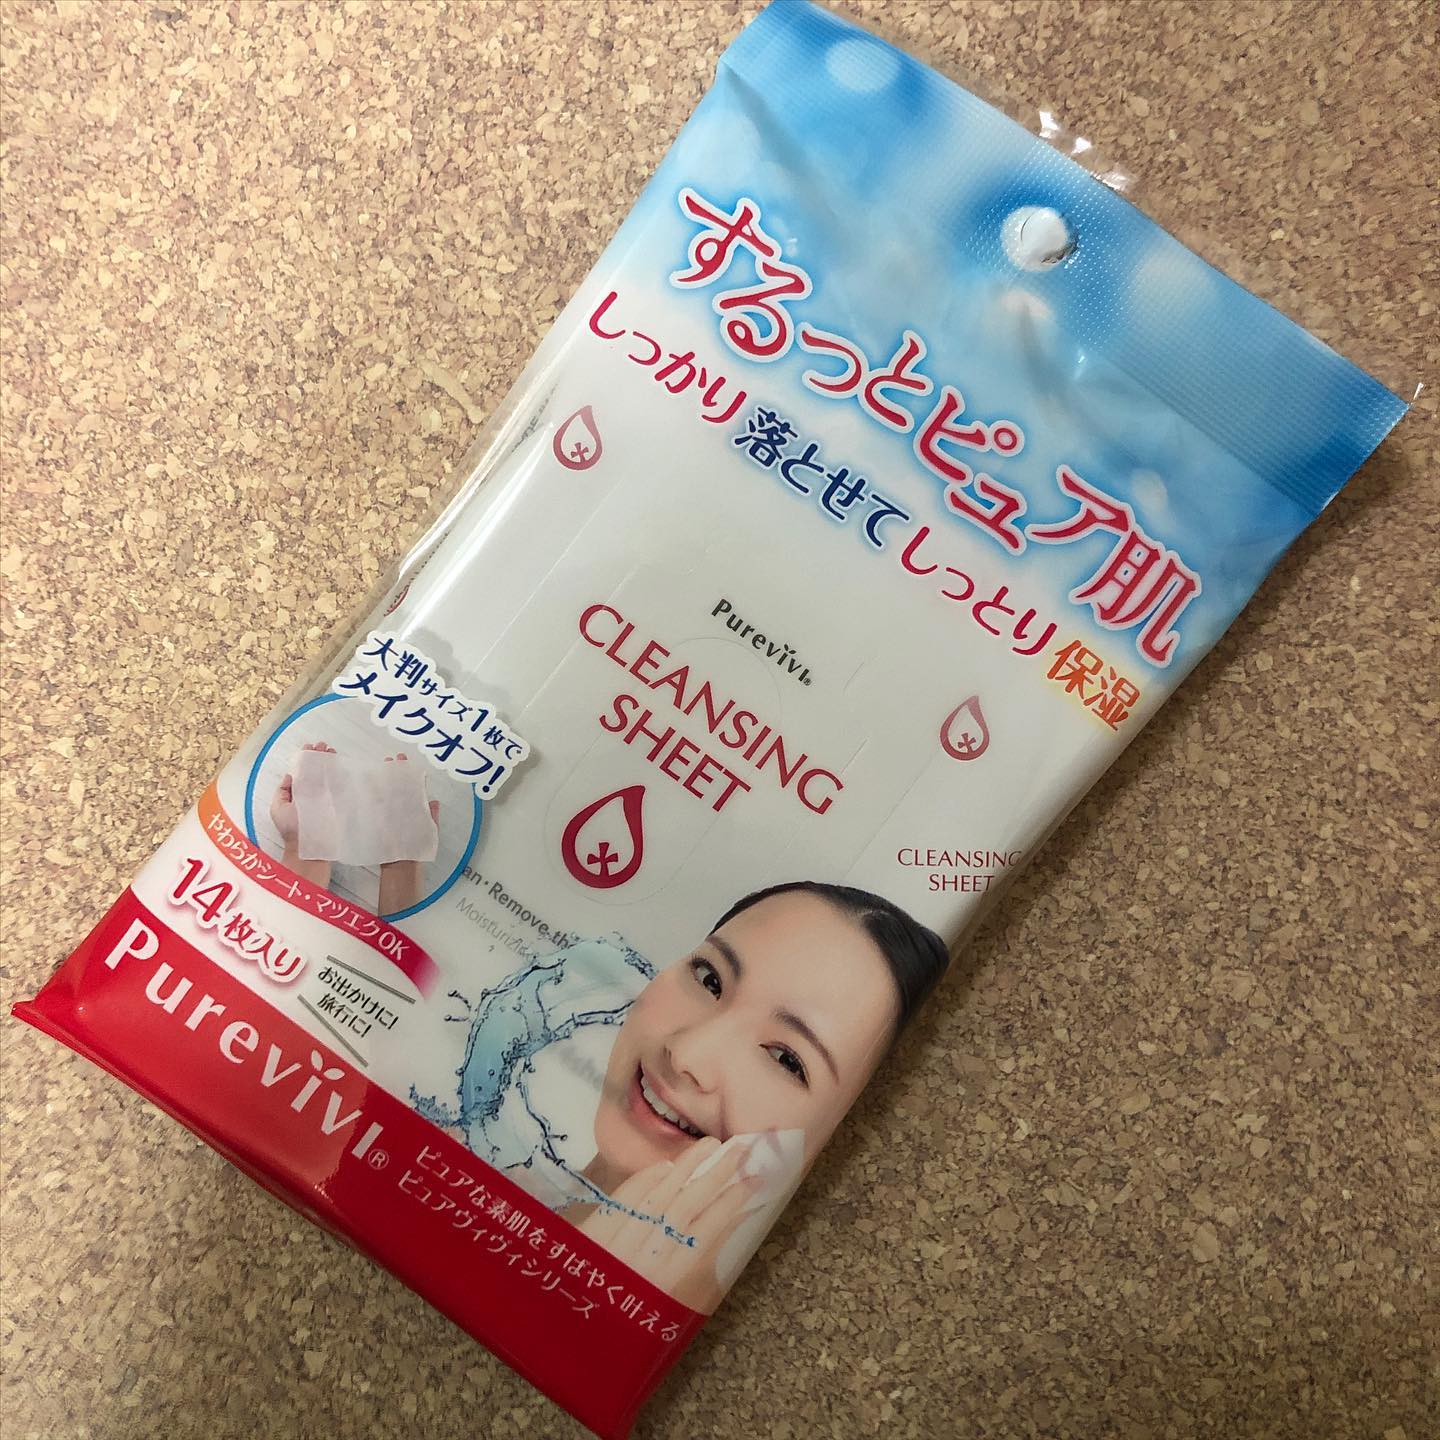 するっとピュア肌
しっかり落とせてしっとり保湿
Purevivi®
CLEANSING
SHEET
CLEANSING
SHEET
大判サイズ1枚で
メイクオフ!
やわらかシート・マツエクOK
14枚入り
お出かけに!
旅行に!
an・Remove the
Purevivi®
ピュアな素肌をすばやく叶える
ピュアヴィヴィシリーズ